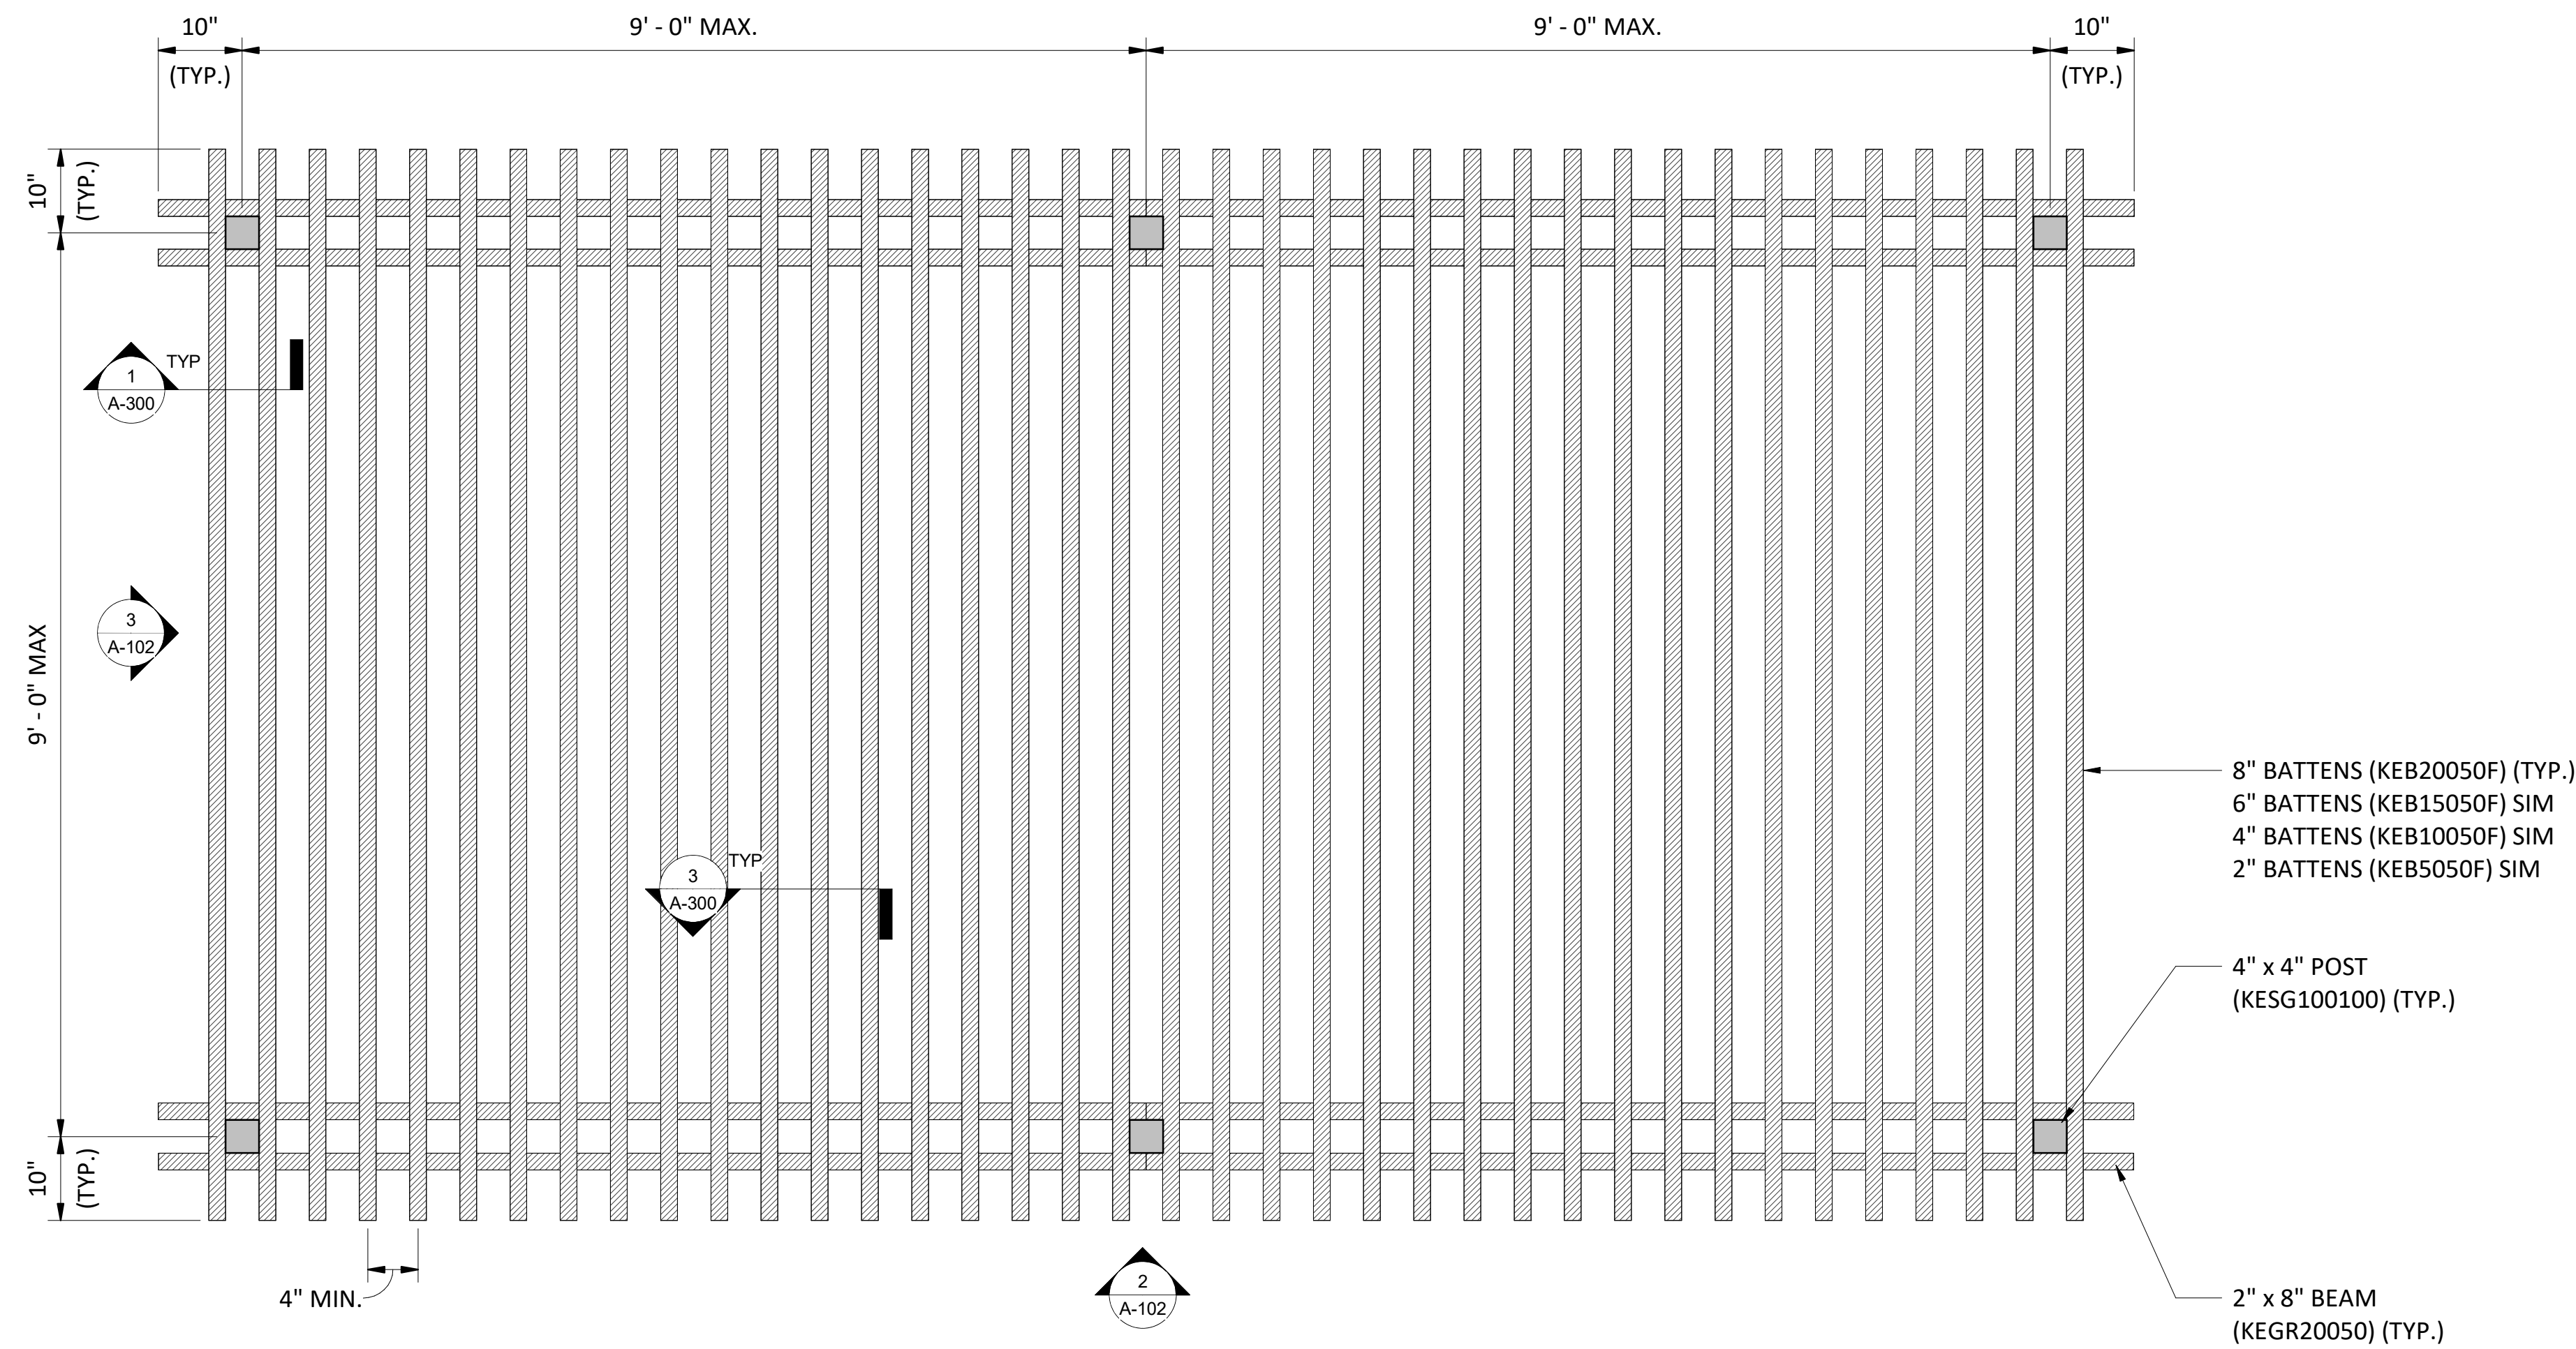 10"
9' - 0" MAX.
9' - 0" MAX.
10"
(TYP.)
(TYP.)
10"
(TYP.)
1
A-300
TYP
9' - 0" MAX
3
A-102
8" BATTENS (KEB20050F) (TYP.)
6" BATTENS (KEB15050F) SIM
4" BATTENS (KEB10050F) SIM
2" BATTENS (KEB5050F) SIM
3
A-300
TYP
4" x 4" POST
(KESG100100) (TYP.)
10"
(TYP.)
4" MIN.
2
A-102
2" x 8" BEAM
(KEGR20050) (TYP.)